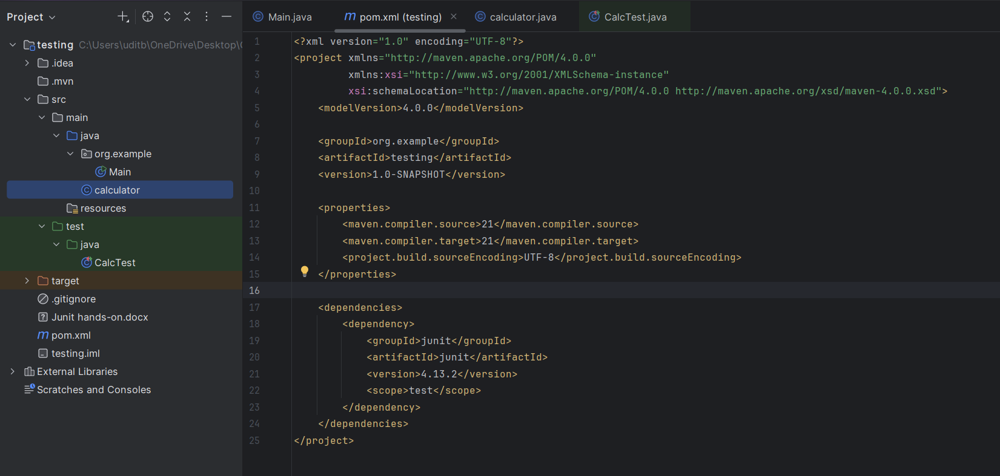 Project
testing C:\Users\uditb\OneDrive\Desktop\
.idea
.mvn
src
main
java
org.example
Main
calculator
resources
test
java
CalcTest
target
.gitignore
Junit hands-on.docx
pom.xml
testing.iml
External Libraries
Scratches and Consoles
Main.java
pom.xml (testing)
calculator.java
CalcTest.java
1 <?xml version="1.0" encoding="UTF-8"?>
2 <project xmlns="http://maven.apache.org/POM/4.0.0"
3 xmlns:xsi="http://www.w3.org/2001/XMLSchema-instance"
4 xsi:schemaLocation="http://maven.apache.org/POM/4.0.0 http://maven.apache.org/xsd/maven-4.0.0.xsd">
5 <modelVersion>4.0.0</modelVersion>
6
7 <groupId>org.example</groupId>
8 <artifactId>testing</artifactId>
9 <version>1.0-SNAPSHOT</version>
10
11 <properties>
12 <maven.compiler.source>21</maven.compiler.source>
13 <maven.compiler.target>21</maven.compiler.target>
14 <project.build.sourceEncoding>UTF-8</project.build.sourceEncoding>
15 </properties>
16
17 <dependencies>
18 <dependency>
19 <groupId>junit</groupId>
20 <artifactId>junit</artifactId>
21 <version>4.13.2</version>
22 <scope>test</scope>
23 </dependency>
24 </dependencies>
25 </project>